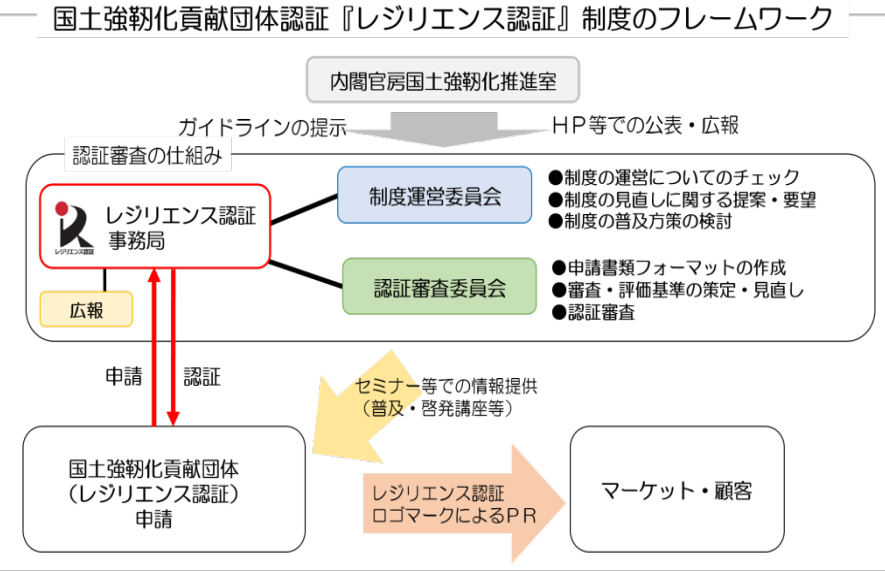 国土強靭化貢献団体認証『レジリエンス認証』制度のフレームワーク
内閣官房国土強靭化推進室
ガイドラインの提示
ＨＰ等での公表・広報
認証審査の仕組み
レジリエンス認証
レジリエンス認証
事務局
広報
制度運営委員会
●制度の運営についてのチェック
●制度の見直しに関する提案・要望
●制度の普及方策の検討
認証審査委員会
●申請書類フォーマットの作成
●審査・評価基準の策定・見直し
●認証審査
申請
認証
セミナー等での情報提供
（普及・啓発講座等）
国土強靭化貢献団体
（レジリエンス認証）
申請
レジリエンス認証
ロゴマークによるＰＲ
マーケット・顧客